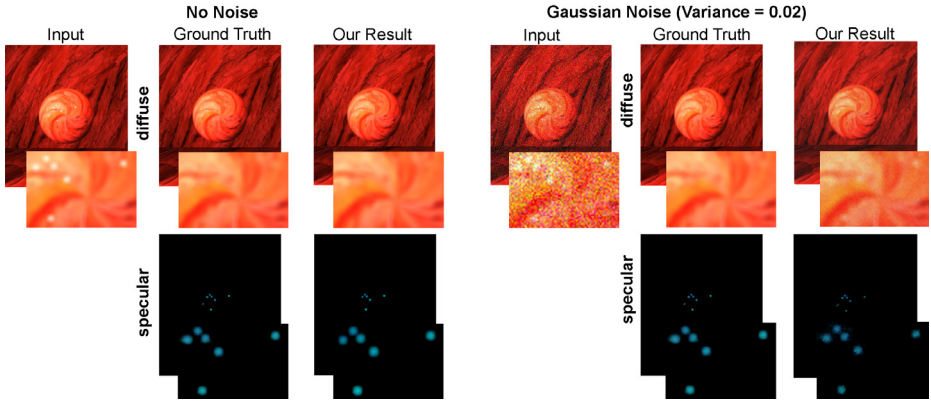 No Noise
Input
Ground Truth
Our Result
diffuse
specular
Gaussian Noise (Variance = 0.02)
Input
Ground Truth
Our Result
diffuse
specular